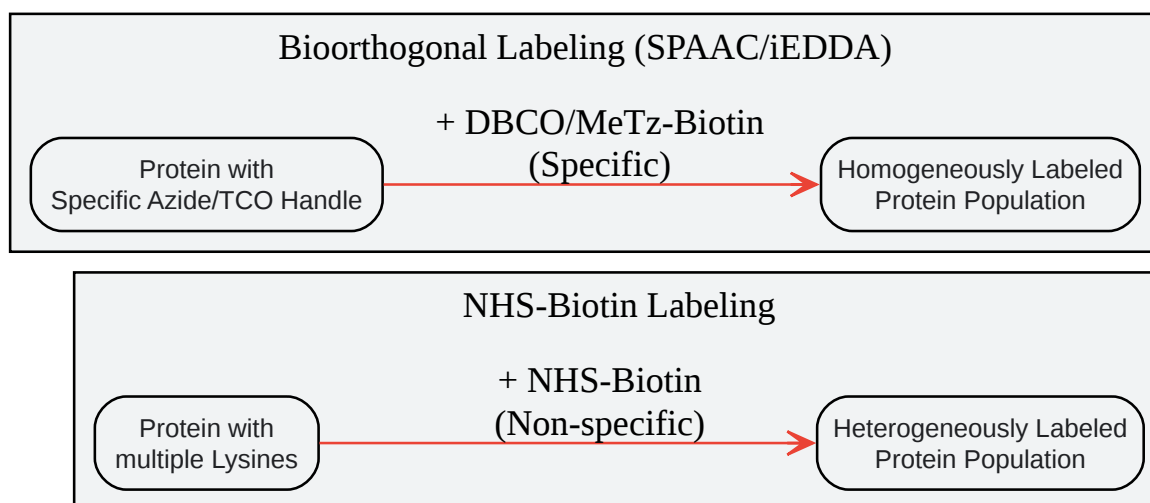 Bioorthogonal Labeling (SPAAC/iEDDA)
+ DBCO/MeTz-Biotin
(Specific)
Protein with
Specific Azide/TCO Handle
Homogeneously Labeled
Protein Population
NHS-Biotin Labeling
+ NHS-Biotin
(Non-specific)
Protein with
multiple Lysines
Heterogeneously Labeled
Protein Population